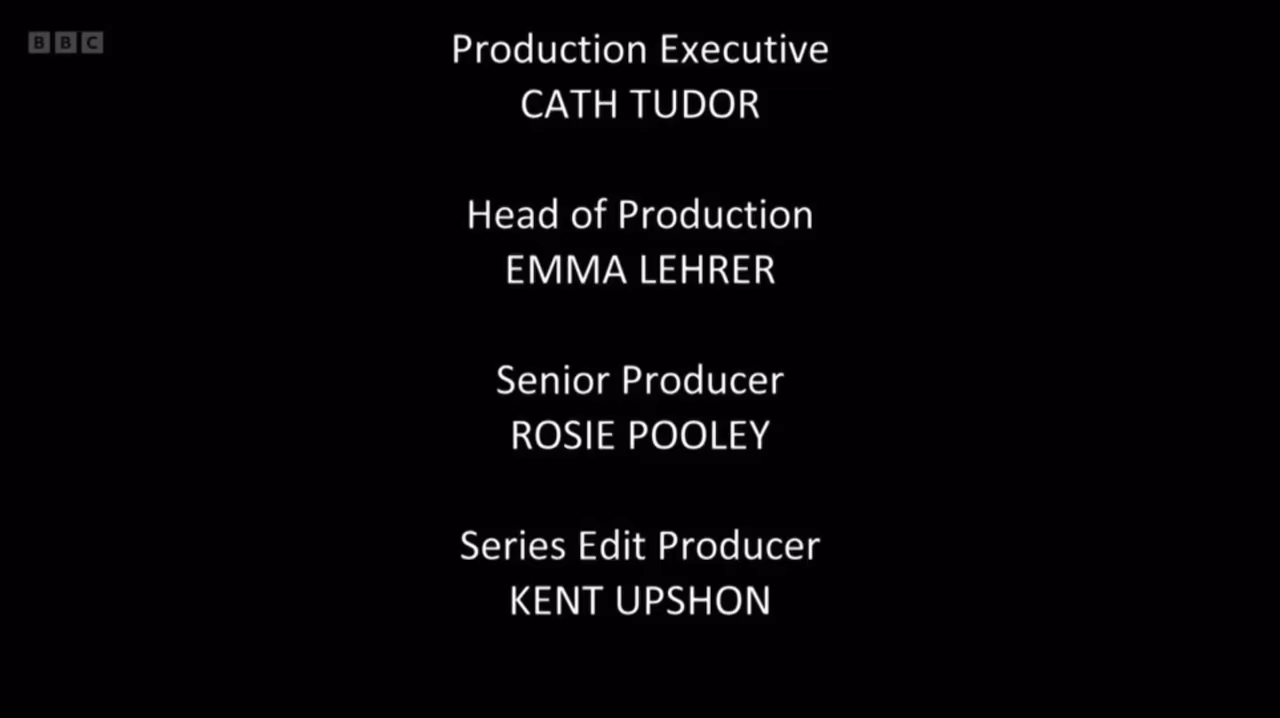 BBC
Production Executive
CATH TUDOR
Head of Production
EMMA LEHRER
Senior Producer
ROSIE POOLEY
Series Edit Producer
KENT UPSHON